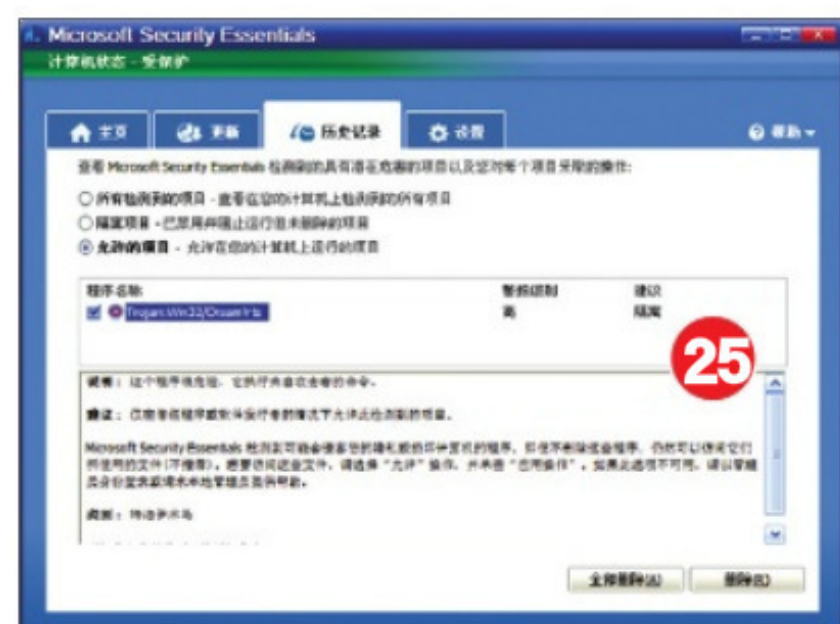 Microsoft Security Essentials
计算机状态 - 受保护
主页 更新 历史记录 设置 帮助
查看 Microsoft Security Essentials 检测到的具有潜在危害的项目以及您对每个项目采取的操作:
所有检测到的项目 - 查看在您的计算机上检测到的所有项目
隔离项目 - 已禁用并阻止运行但未删除的项目
允许的项目 - 允许在您的计算机上运行的项目
程序名称 警报级别 建议
Trojan:Win32/Orsam!rts 高 隔离
25
说明: 这个程序很危险，它执行来自攻击者的命令。
建议: 仅在信任程序或软件发行者的情况下允许此检测到的项目。
Microsoft Security Essentials 检测到可能会侵害您的隐私或损坏计算机的程序。即使不删除这些程序，仍然可以访问它们
所使用的文件(不推荐)。若要访问这些文件，请选择“允许”操作，并单击“应用操作”。如果此选项不可用，请以管理
员身份登录或请求本地管理员提供帮助。
类别: 特洛伊木马
全部删除(A) 删除(R)